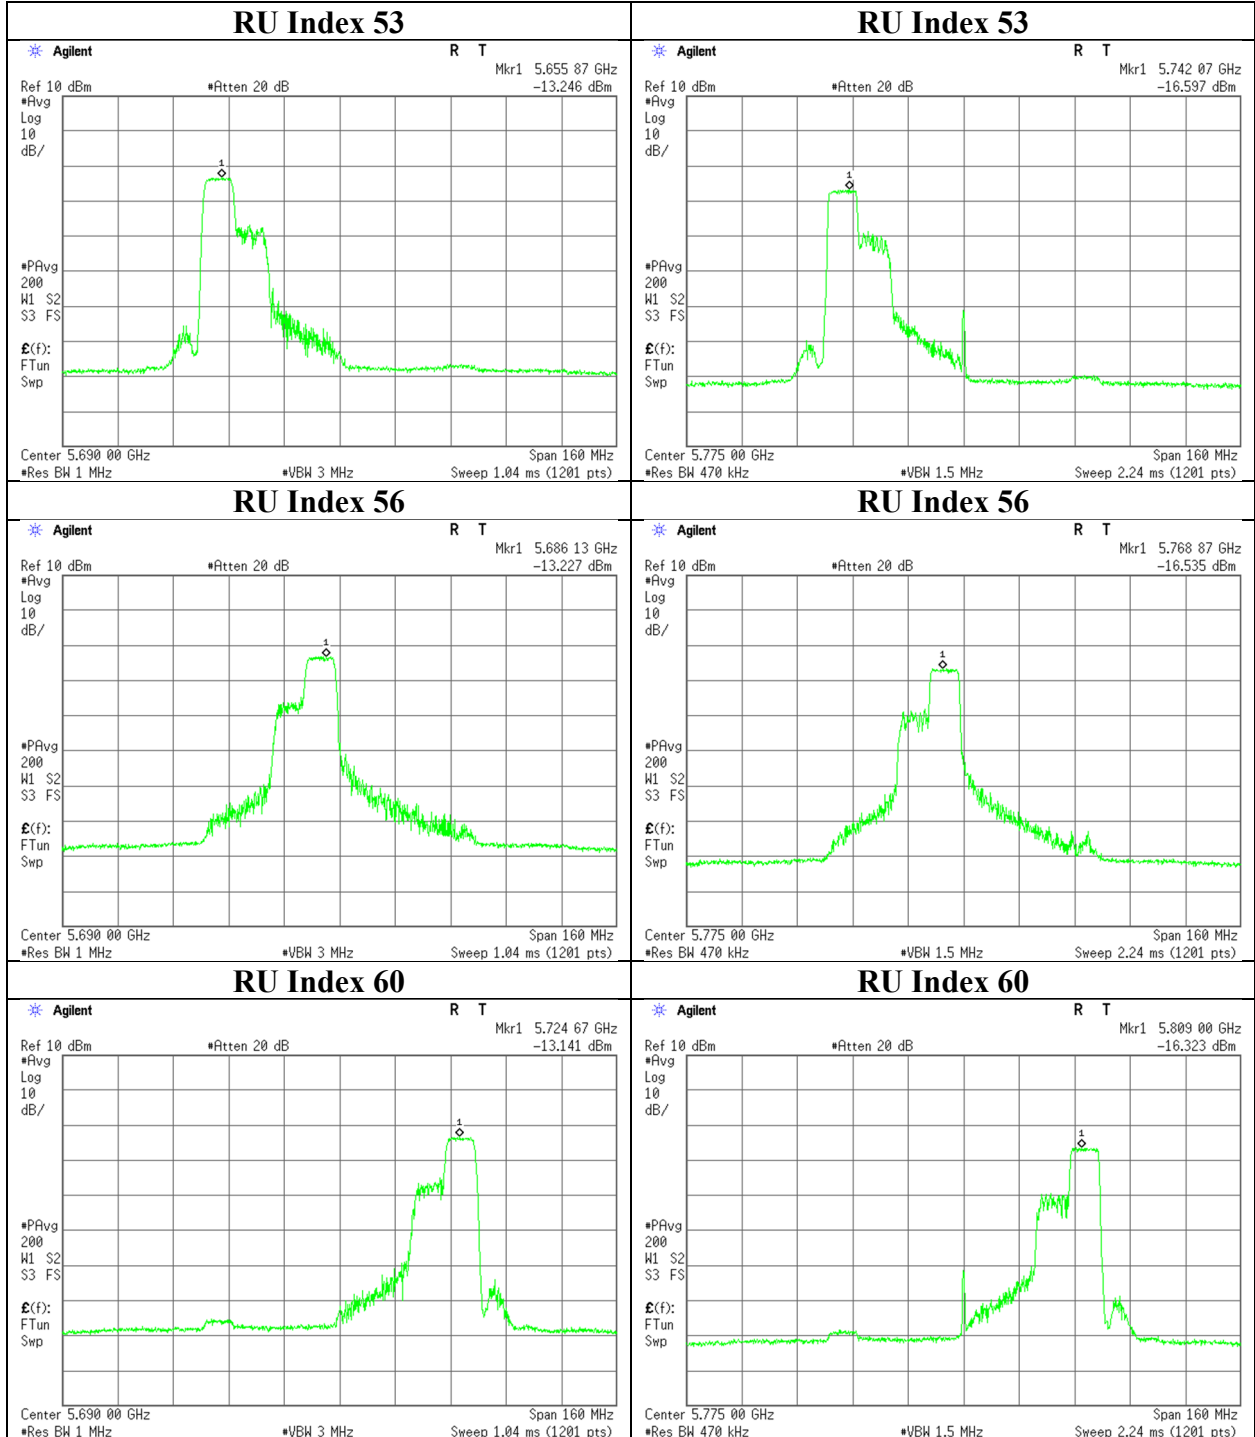 RU Index 53
Agilent
R T
Mkr1 5.655 87 GHz
Ref 10 dBm #Atten 20 dB -13.246 dBm
#Avg
Log
10
dB/
1
#PAvg
200
W1 S2
S3 FS
£(f):
FTun
Swp
Center 5.690 00 GHz Span 160 MHz
#Res BW 1 MHz #VBW 3 MHz Sweep 1.04 ms (1201 pts)
RU Index 53
Agilent
R T
Mkr1 5.742 07 GHz
Ref 10 dBm #Atten 20 dB -16.597 dBm
#Avg
Log
10
dB/
1
#PAvg
200
W1 S2
S3 FS
£(f):
FTun
Swp
Center 5.775 00 GHz Span 160 MHz
#Res BW 470 kHz #VBW 1.5 MHz Sweep 2.24 ms (1201 pts)
RU Index 56
Agilent
R T
Mkr1 5.686 13 GHz
Ref 10 dBm #Atten 20 dB -13.227 dBm
#Avg
Log
10
dB/
1
#PAvg
200
W1 S2
S3 FS
£(f):
FTun
Swp
Center 5.690 00 GHz Span 160 MHz
#Res BW 1 MHz #VBW 3 MHz Sweep 1.04 ms (1201 pts)
RU Index 56
Agilent
R T
Mkr1 5.768 87 GHz
Ref 10 dBm #Atten 20 dB -16.535 dBm
#Avg
Log
10
dB/
1
#PAvg
200
W1 S2
S3 FS
£(f):
FTun
Swp
Center 5.775 00 GHz Span 160 MHz
#Res BW 470 kHz #VBW 1.5 MHz Sweep 2.24 ms (1201 pts)
RU Index 60
Agilent
R T
Mkr1 5.724 67 GHz
Ref 10 dBm #Atten 20 dB -13.141 dBm
#Avg
Log
10
dB/
1
#PAvg
200
W1 S2
S3 FS
£(f):
FTun
Swp
Center 5.690 00 GHz Span 160 MHz
#Res BW 1 MHz #VBW 3 MHz Sweep 1.04 ms (1201 pts)
RU Index 60
Agilent
R T
Mkr1 5.809 00 GHz
Ref 10 dBm #Atten 20 dB -16.323 dBm
#Avg
Log
10
dB/
1
#PAvg
200
W1 S2
S3 FS
£(f):
FTun
Swp
Center 5.775 00 GHz Span 160 MHz
#Res BW 470 kHz #VBW 1.5 MHz Sweep 2.24 ms (1201 pts)